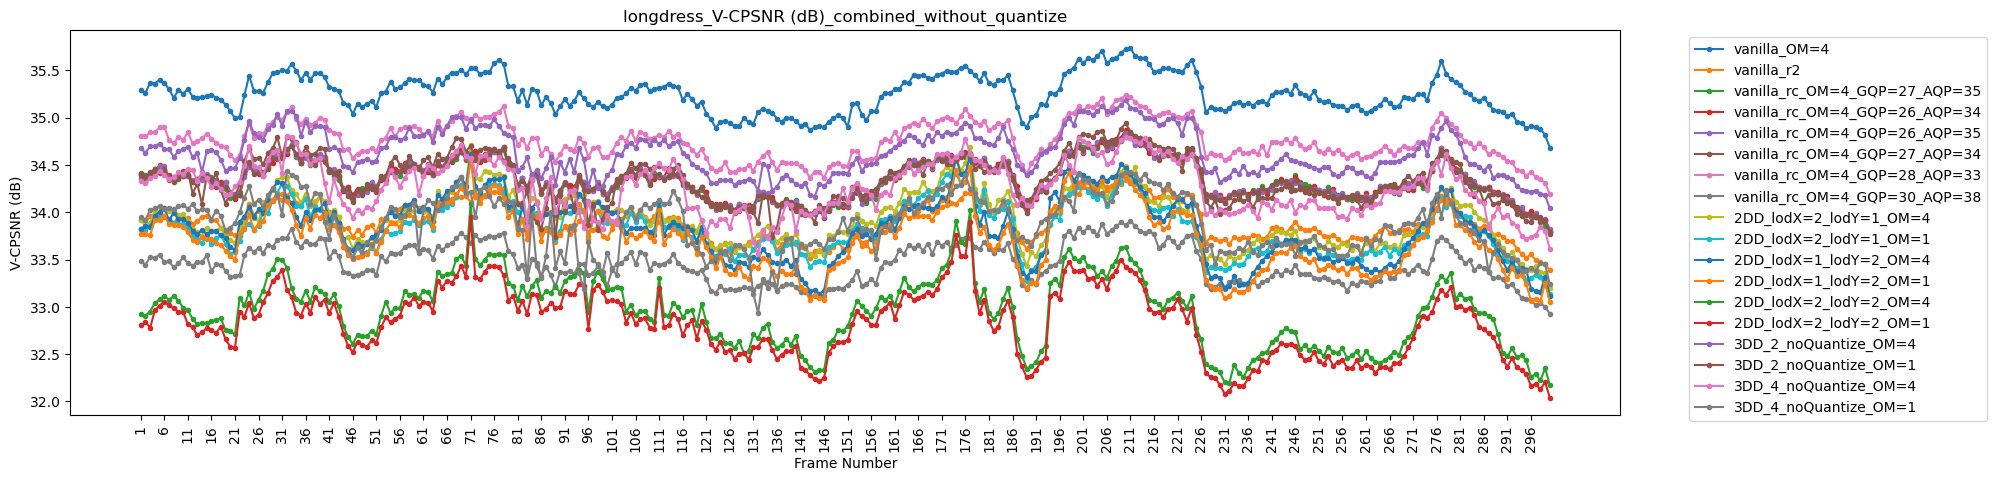 longdress_V-CPSNR (dB)_combined_without_quantize
V-CPSNR (dB)
35.5
35.0
34.5
34.0
33.5
33.0
32.5
32.0
1 6 11 16 21 26 31 36 41 46 51 56 61 66 71 76 81 86 91 96 101 106 111 116 121 126 131 136 141 146 151 156 161 166 171 176 181 186 191 196 201 206 211 216 221 226 231 236 241 246 251 256 261 266 271 276 281 286 291 296
Frame Number
vanilla_OM=4
vanilla_r2
vanilla_rc_OM=4_GQP=27_AQP=35
vanilla_rc_OM=4_GQP=26_AQP=34
vanilla_rc_OM=4_GQP=26_AQP=35
vanilla_rc_OM=4_GQP=27_AQP=34
vanilla_rc_OM=4_GQP=28_AQP=33
vanilla_rc_OM=4_GQP=30_AQP=38
2DD_lodX=2_lodY=1_OM=4
2DD_lodX=2_lodY=1_OM=1
2DD_lodX=1_lodY=2_OM=4
2DD_lodX=1_lodY=2_OM=1
2DD_lodX=2_lodY=2_OM=4
2DD_lodX=2_lodY=2_OM=1
3DD_2_noQuantize_OM=4
3DD_2_noQuantize_OM=1
3DD_4_noQuantize_OM=4
3DD_4_noQuantize_OM=1